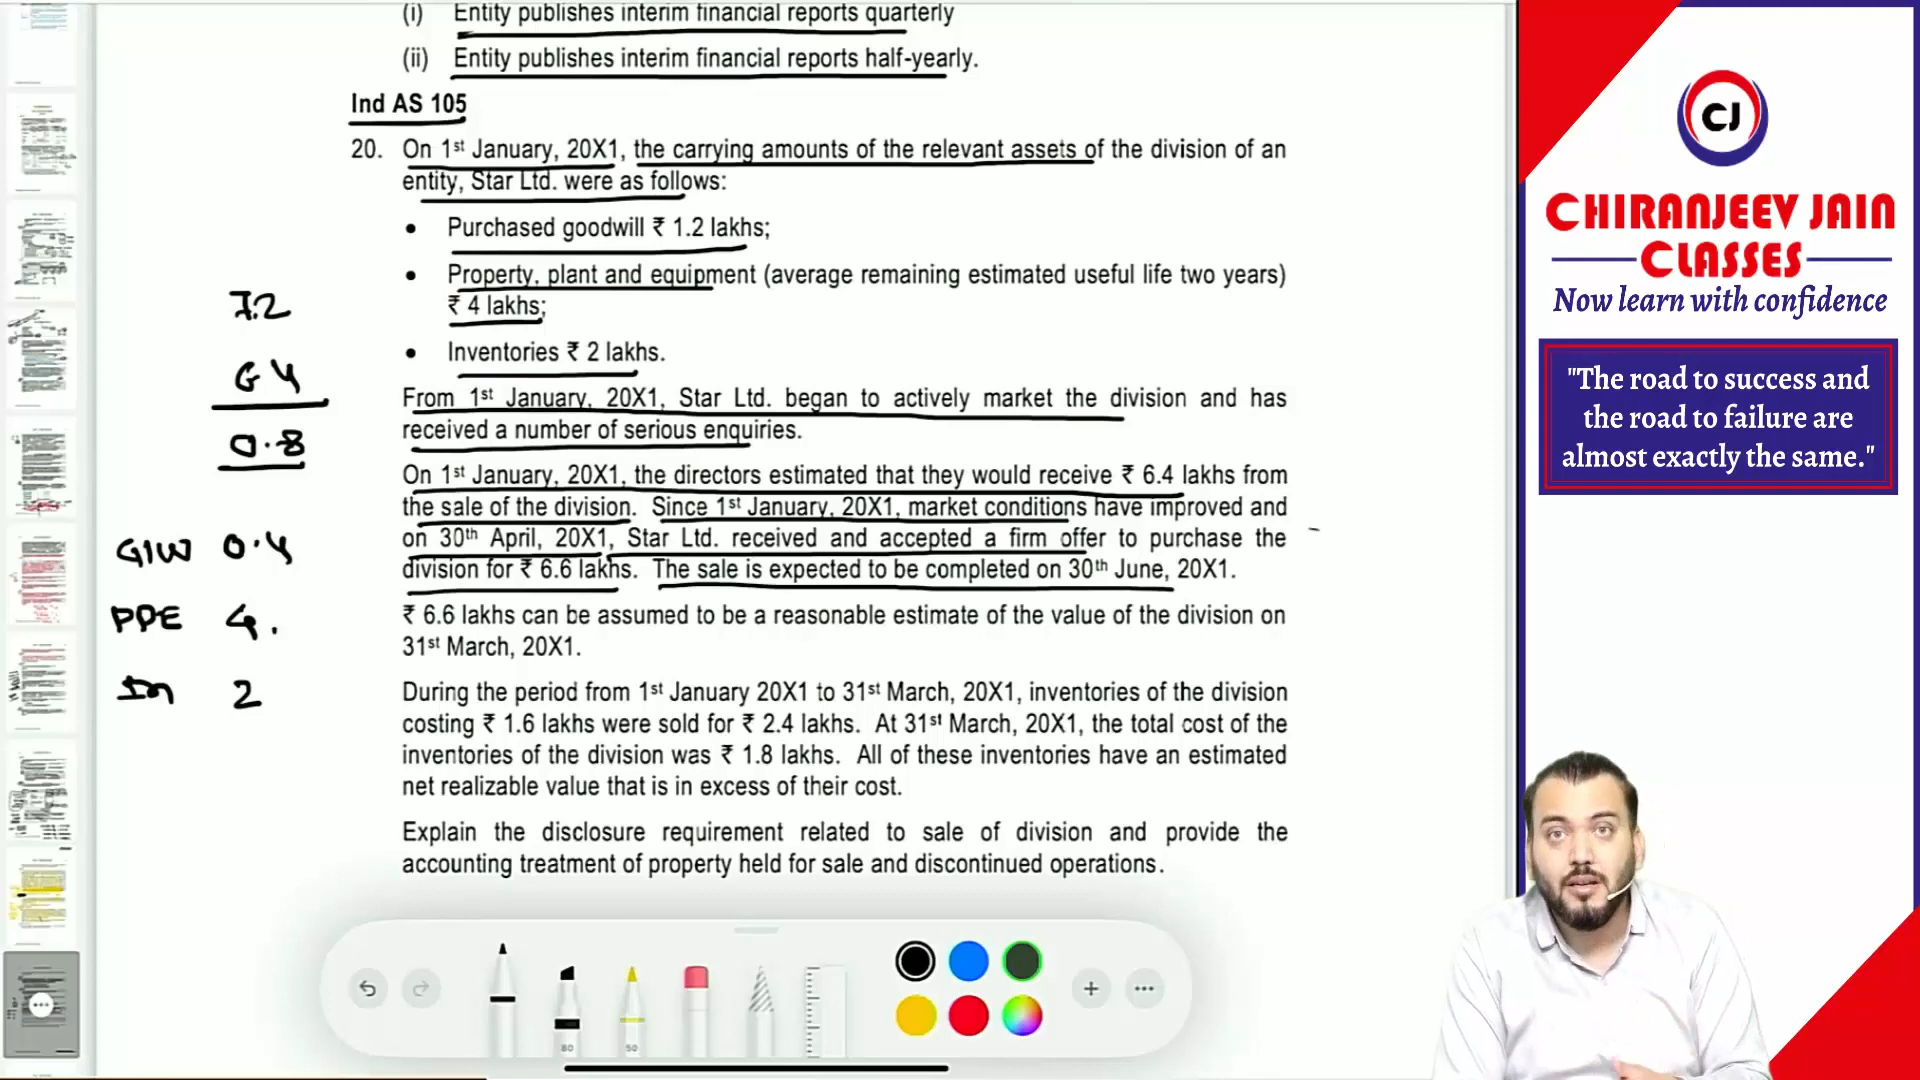 (i) Entity publishes interim financial reports quarterly
(ii) Entity publishes interim financial reports half-yearly.
Ind AS 105
20. On 1st January, 20X1, the carrying amounts of the relevant assets of the division of an
entity, Star Ltd. were as follows:
• Purchased goodwill ₹ 1.2 lakhs;
• Property, plant and equipment (average remaining estimated useful life two years)
₹ 4 lakhs;
• Inventories ₹ 2 lakhs.
From 1st January, 20X1, Star Ltd. began to actively market the division and has
received a number of serious enquiries.
On 1st January, 20X1, the directors estimated that they would receive ₹ 6.4 lakhs from
the sale of the division. Since 1st January, 20X1, market conditions have improved and
on 30th April, 20X1, Star Ltd. received and accepted a firm offer to purchase the
division for ₹ 6.6 lakhs. The sale is expected to be completed on 30th June, 20X1.
₹ 6.6 lakhs can be assumed to be a reasonable estimate of the value of the division on
31st March, 20X1.
During the period from 1st January 20X1 to 31st March, 20X1, inventories of the division
costing ₹ 1.6 lakhs were sold for ₹ 2.4 lakhs. At 31st March, 20X1, the total cost of the
inventories of the division was ₹ 1.8 lakhs. All of these inventories have an estimated
net realizable value that is in excess of their cost.
Explain the disclosure requirement related to sale of division and provide the
accounting treatment of property held for sale and discontinued operations.
7.2
6.4
0.8
G/W 0.4
PPE 4.
In 2
80
50
CJ
CHIRANJEEV JAIN
CLASSES
Now learn with confidence
"The road to success and
the road to failure are
almost exactly the same."